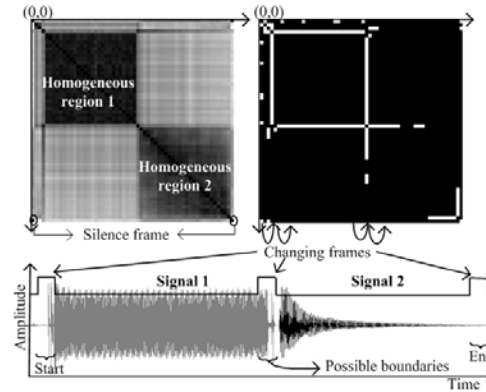 (0,0)
(0,0)
Homogeneous
region 1
Homogeneous
region 2
Silence frame
Changing frames
Signal 1
Signal 2
Amplitude
Start
Possible boundaries
En
Time